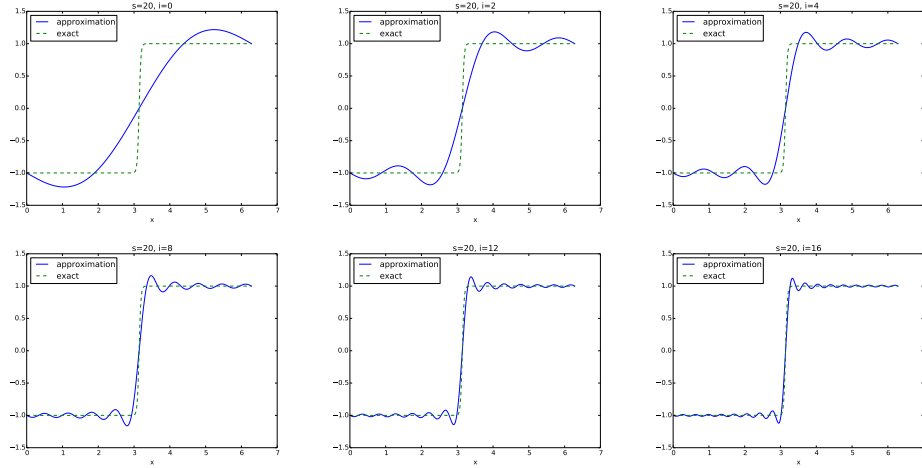 s=20, i=0
1.5
approximation
exact
1.0
0.5
0.0
−0.5
−1.0
−1.5
0 1 2 3 4 5 6 7
x
s=20, i=2
1.5
approximation
exact
1.0
0.5
0.0
−0.5
−1.0
−1.5
0 1 2 3 4 5 6 7
x
s=20, i=4
1.5
approximation
exact
1.0
0.5
0.0
−0.5
−1.0
−1.5
0 1 2 3 4 5 6 7
x
s=20, i=8
1.5
approximation
exact
1.0
0.5
0.0
−0.5
−1.0
−1.5
0 1 2 3 4 5 6 7
x
s=20, i=12
1.5
approximation
exact
1.0
0.5
0.0
−0.5
−1.0
−1.5
0 1 2 3 4 5 6 7
x
s=20, i=16
1.5
approximation
exact
1.0
0.5
0.0
−0.5
−1.0
−1.5
0 1 2 3 4 5 6 7
x